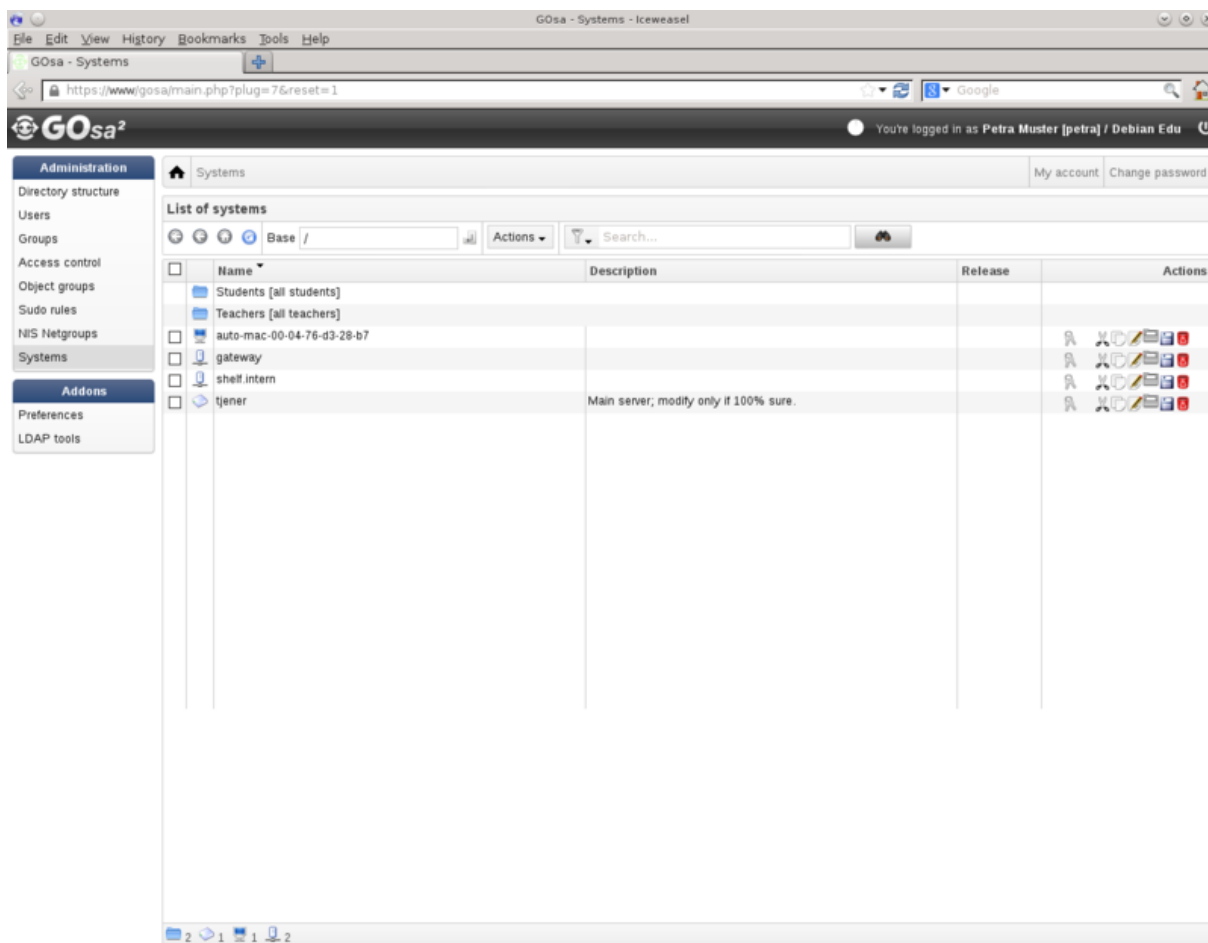 GOsa - Systems - Iceweasel
File Edit View History Bookmarks Tools Help
GOsa - Systems
https://www/gosa/main.php?plug=7&reset=1
Google
GOsa²
You're logged in as Petra Muster [petra] / Debian Edu
Administration
Directory structure
Users
Groups
Access control
Object groups
Sudo rules
NIS Netgroups
Systems
Addons
Preferences
LDAP tools
Systems
My account Change password
List of systems
Base / Actions Search...
Name Description Release Actions
Students [all students]
Teachers [all teachers]
auto-mac-00-04-76-d3-28-b7
gateway
shelf.intern
tjener Main server; modify only if 100% sure.
2 1 1 2